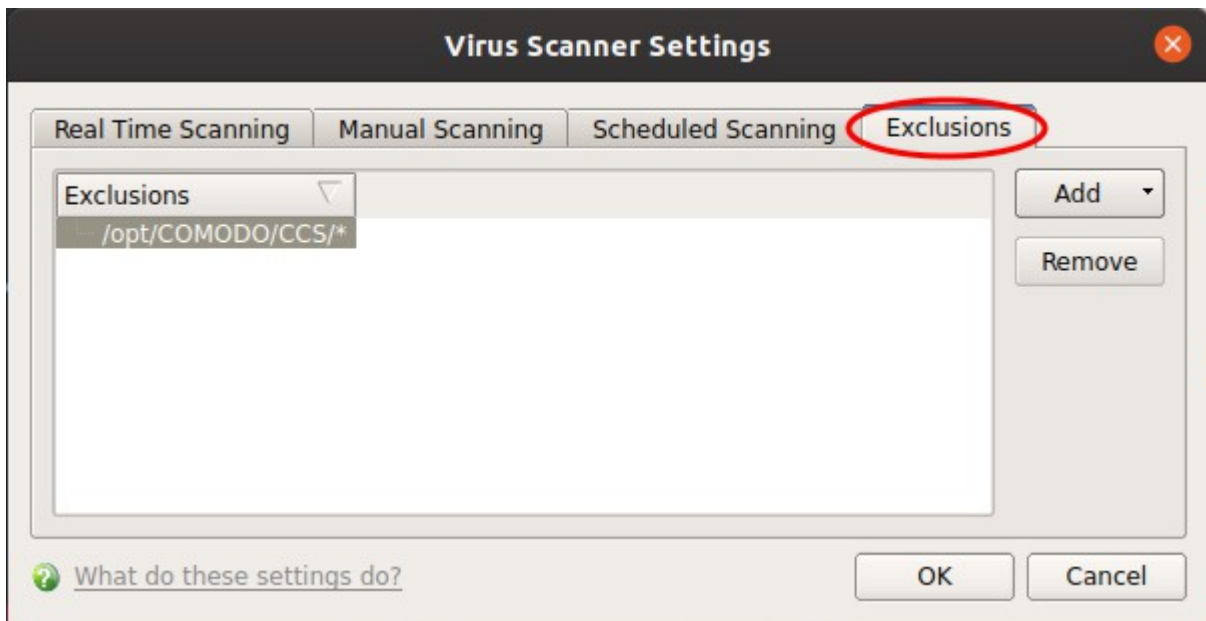 Virus Scanner Settings
Real Time Scanning Manual Scanning Scheduled Scanning Exclusions
Exclusions
Add
/opt/COMODO/CCS/*
Remove
What do these settings do?
OK Cancel